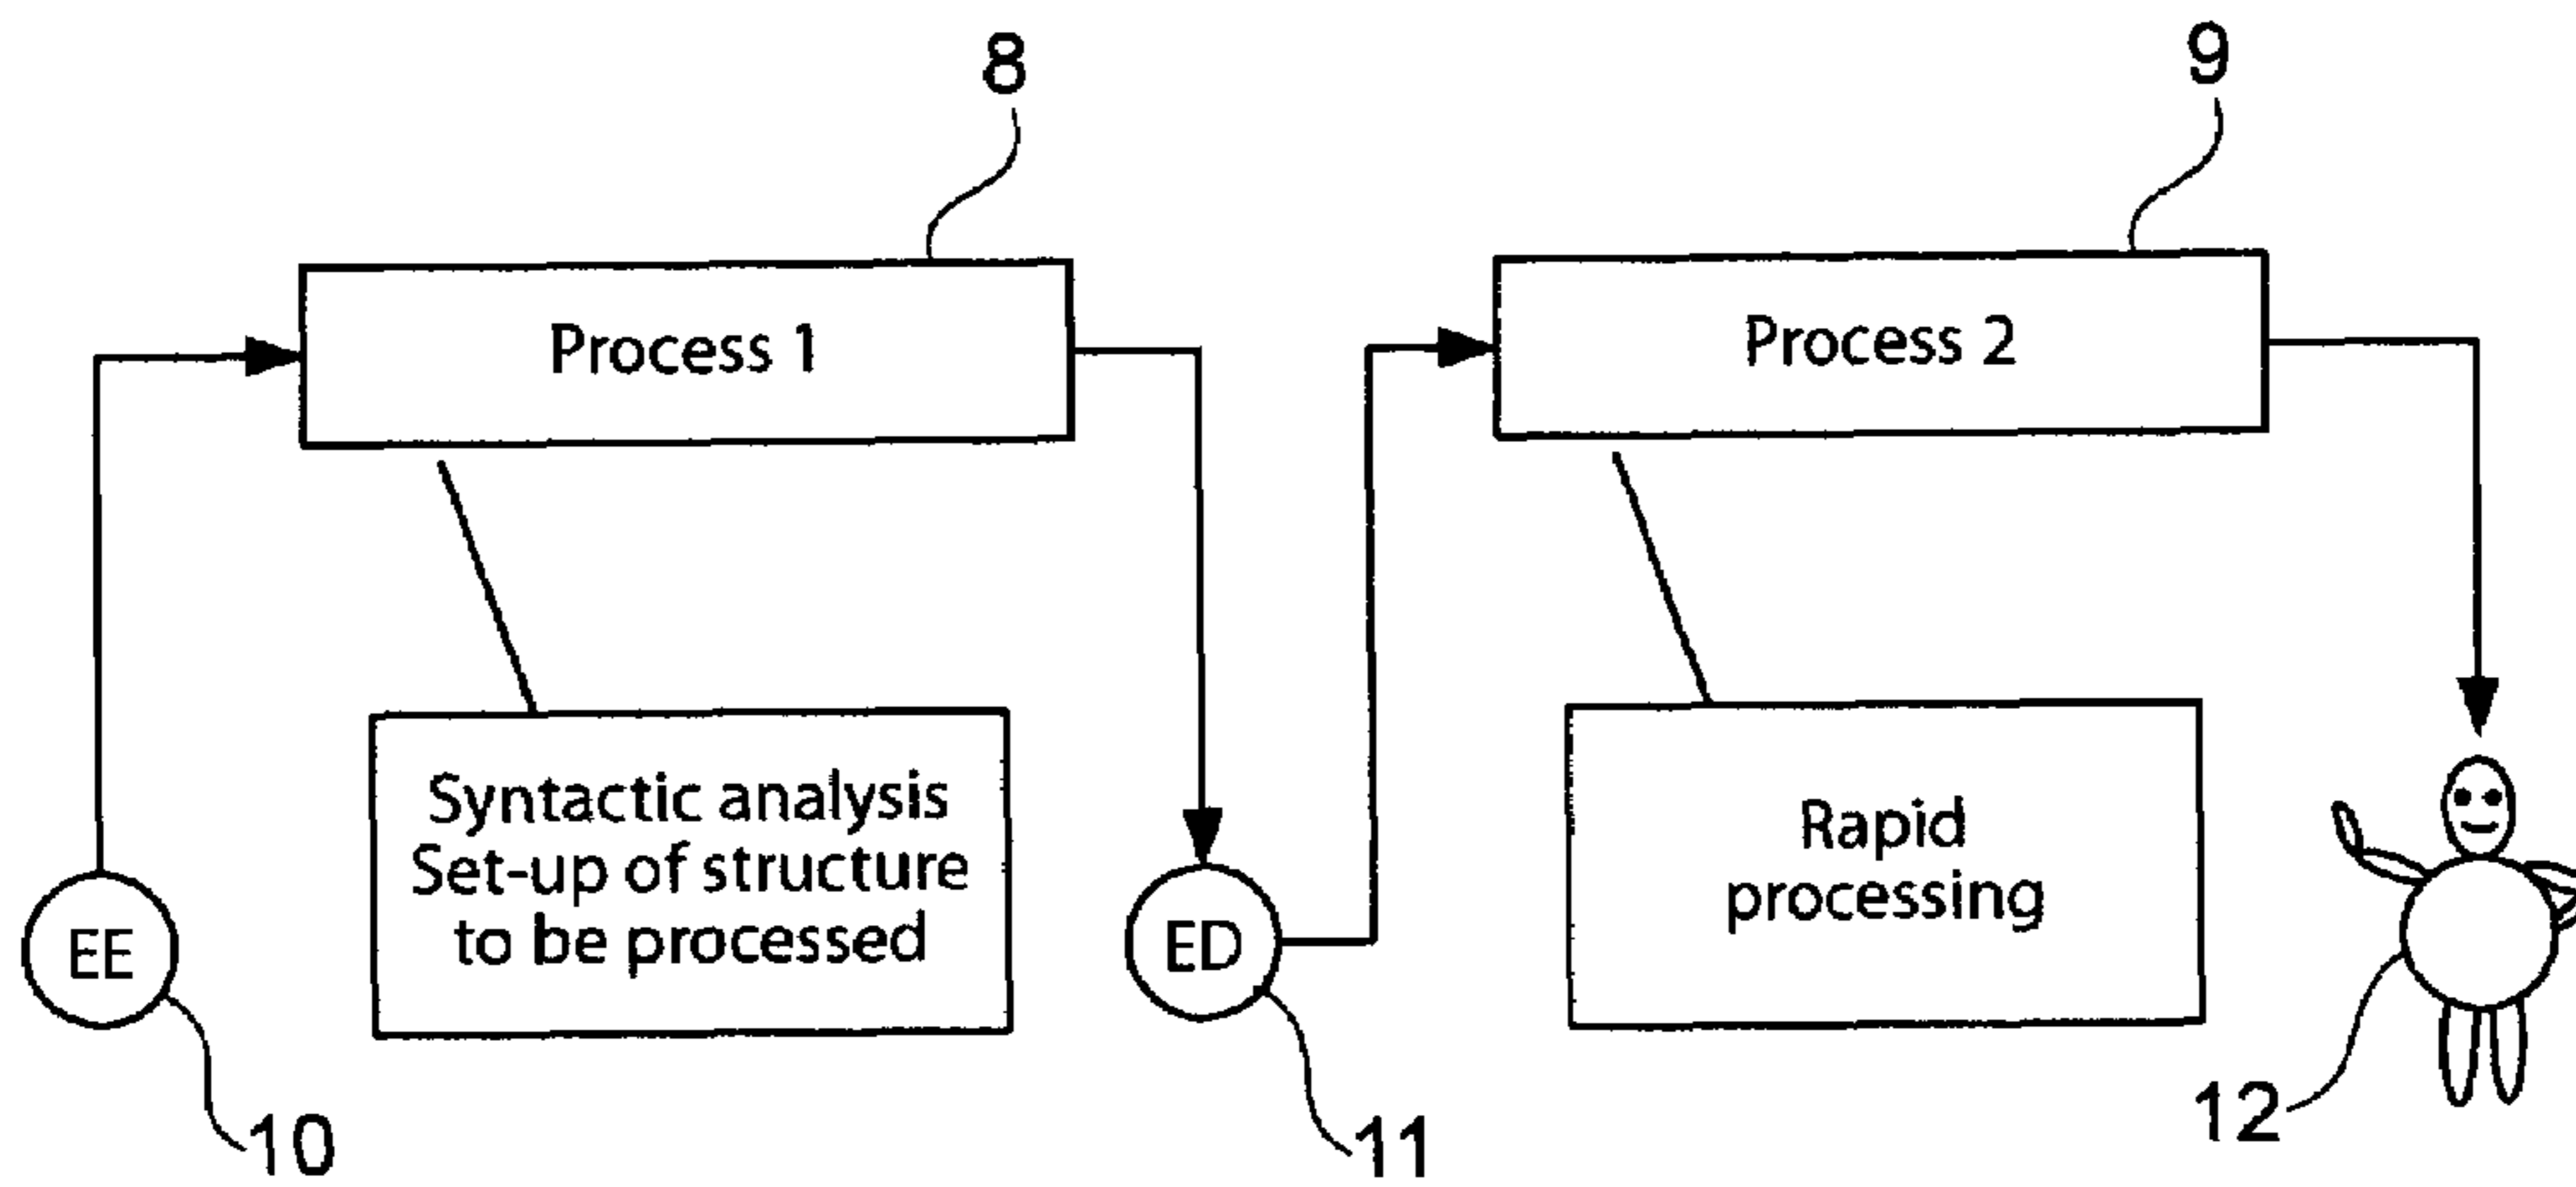 8
9
Process 1
Process 2
Syntactic analysis
Set-up of structure
to be processed
Rapid
processing
EE
ED
10
11
12